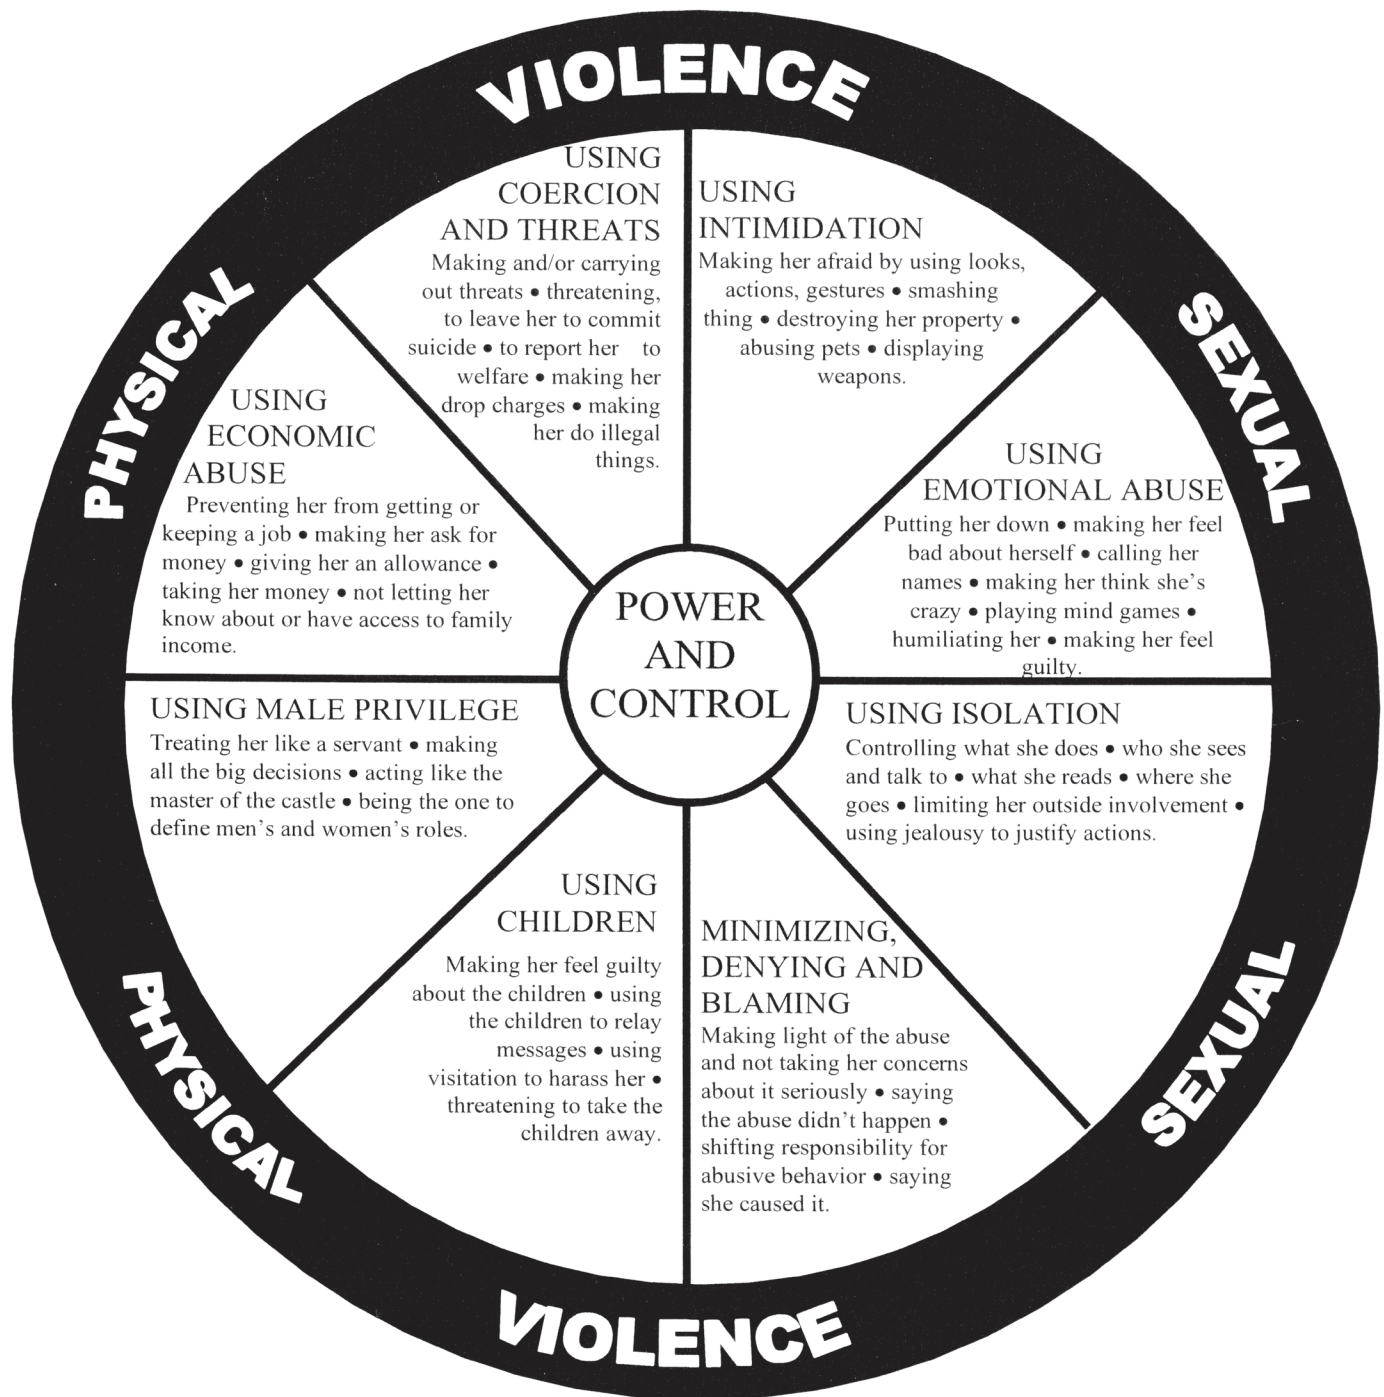 VIOLENCE
PHYSICAL
SEXUAL
USING
COERCION
AND THREATS
Making and/or carrying
out threats • threatening,
to leave her to commit
suicide • to report her to
welfare • making her
drop charges • making
her do illegal
things.
USING
INTIMIDATION
Making her afraid by using looks,
actions, gestures • smashing
thing • destroying her property •
abusing pets • displaying
weapons.
USING
EMOTIONAL ABUSE
Putting her down • making her feel
bad about herself • calling her
names • making her think she's
crazy • playing mind games •
humiliating her • making her feel
guilty.
USING
ECONOMIC
ABUSE
Preventing her from getting or
keeping a job • making her ask for
money • giving her an allowance •
taking her money • not letting her
know about or have access to family
income.
POWER
AND
CONTROL
USING MALE PRIVILEGE
Treating her like a servant • making
all the big decisions • acting like the
master of the castle • being the one to
define men's and women's roles.
USING ISOLATION
Controlling what she does • who she sees
and talk to • what she reads • where she
goes • limiting her outside involvement •
using jealousy to justify actions.
USING
CHILDREN
Making her feel guilty
about the children • using
the children to relay
messages • using
visitation to harass her •
threatening to take the
children away.
MINIMIZING,
DENYING AND
BLAMING
Making light of the abuse
and not taking her concerns
about it seriously • saying
the abuse didn't happen •
shifting responsibility for
abusive behavior • saying
she caused it.
PHYSICAL
SEXUAL
VIOLENCE